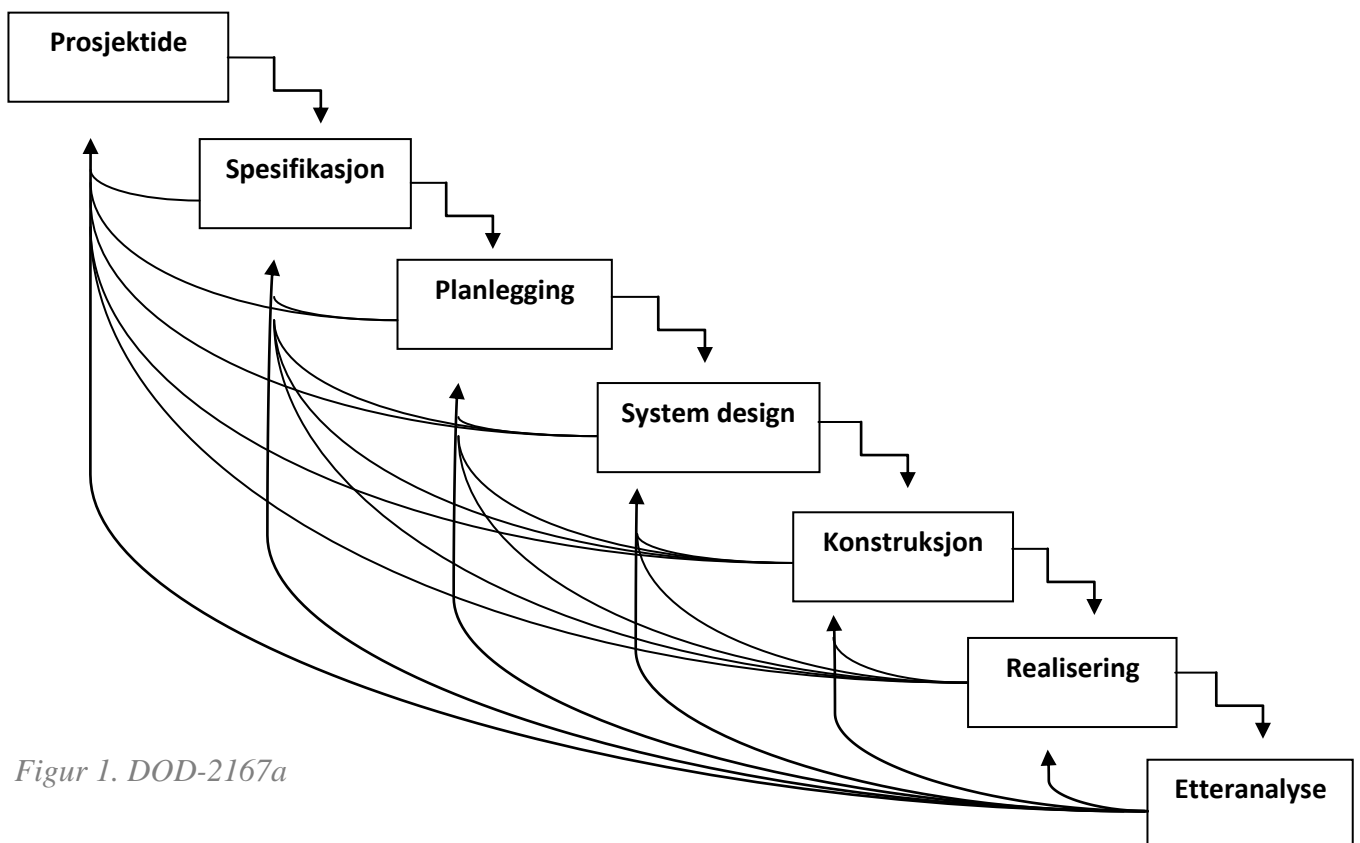 Prosjektide
Spesifikasjon
Planlegging
System design
Konstruksjon
Realisering
Etteranalyse
Figur 1. DOD-2167a